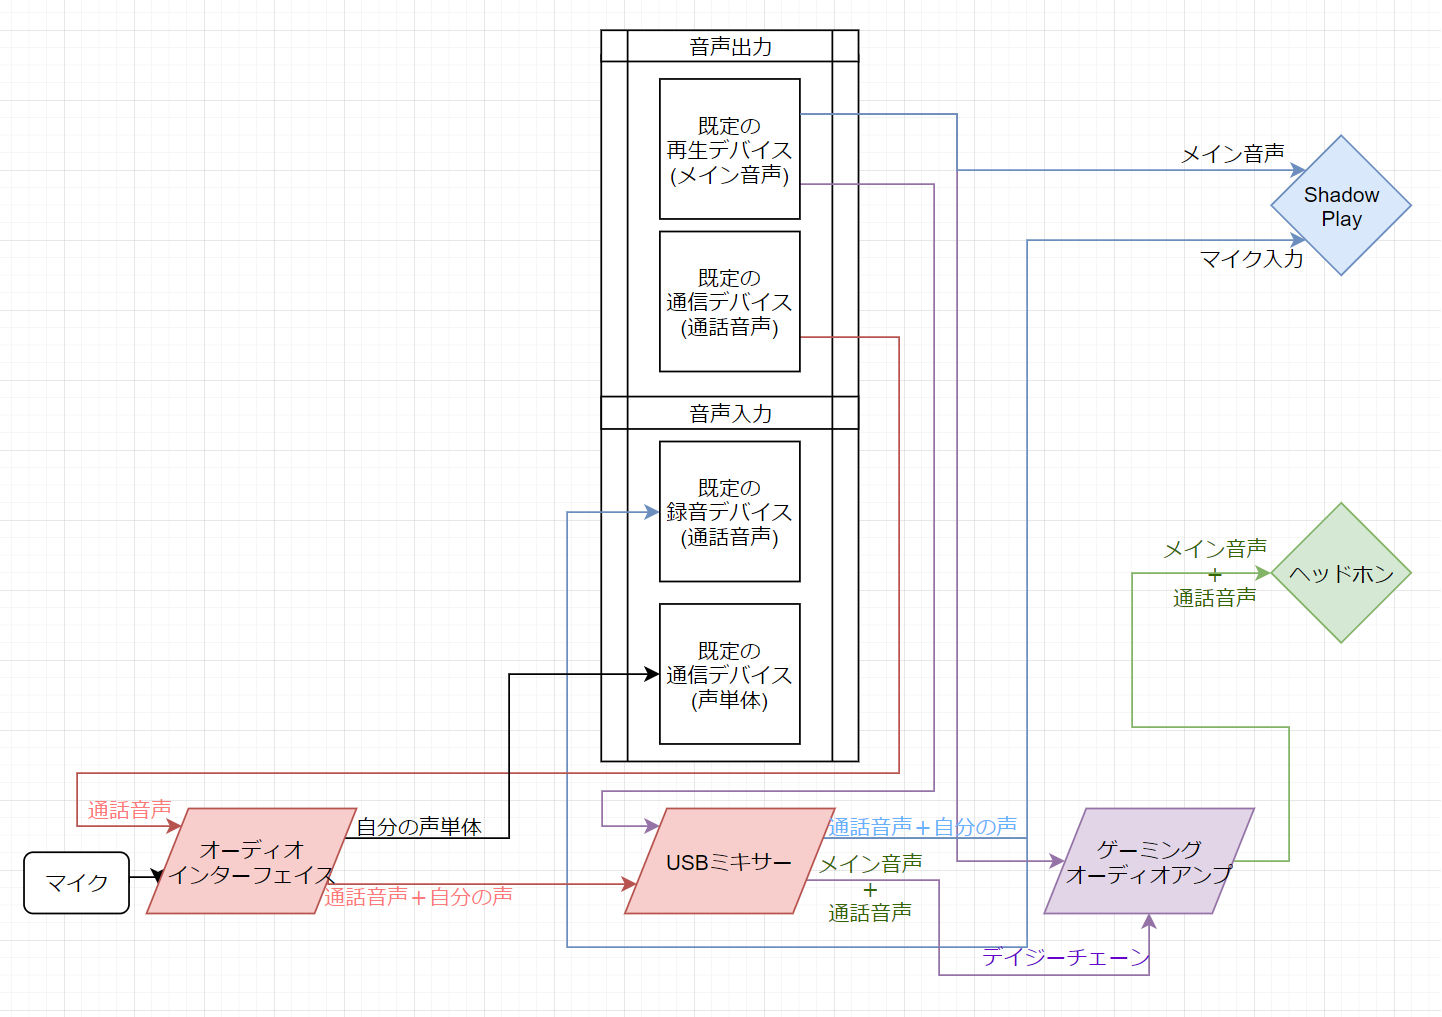 音声出力
既定の
再生デバイス
(メイン音声)
既定の
通信デバイス
(通話音声)
音声入力
既定の
録音デバイス
(通話音声)
既定の
通信デバイス
(声単体)
メイン音声
Shadow
Play
マイク入力
メイン音声
+
通話音声
ヘッドホン
通話音声
マイク
オーディオ
インターフェイス
自分の声単体
通話音声+自分の声
USBミキサー
通話音声+自分の声
メイン音声
+
通話音声
ゲーミング
オーディオアンプ
デイジーチェーン